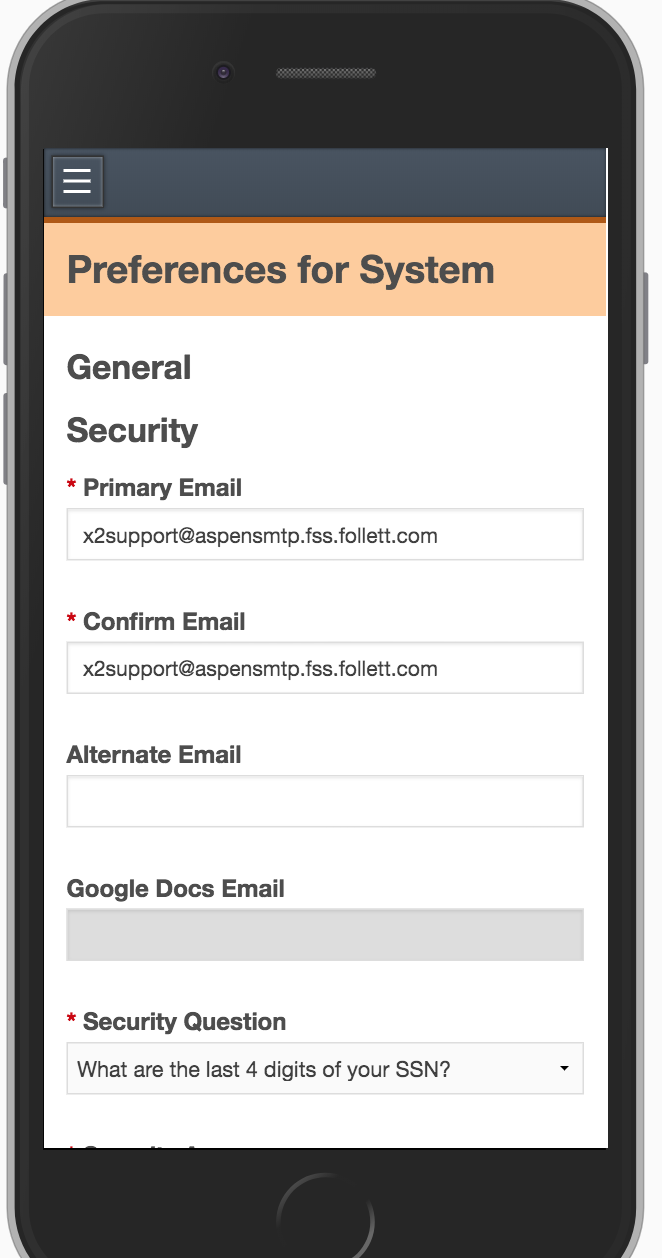 Preferences for System
General
Security
* Primary Email
x2support@aspensmtp.fss.follett.com
* Confirm Email
x2support@aspensmtp.fss.follett.com
Alternate Email
Google Docs Email
* Security Question
What are the last 4 digits of your SSN?